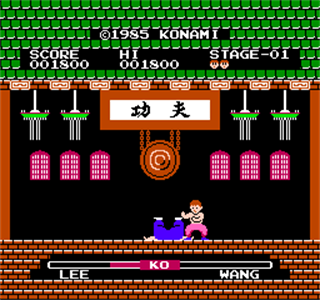 ©1985 KONAMI
SCORE HI STAGE-01
001800 001800
功夫
KO
LEE WANG